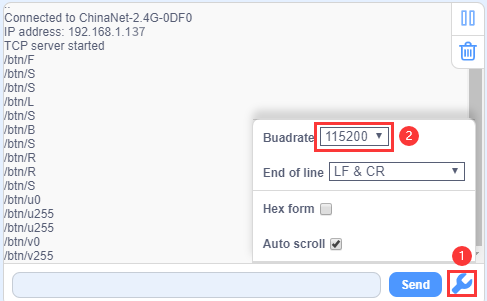 ..
Connected to ChinaNet-2.4G-0DF0
IP address: 192.168.1.137
TCP server started
/btn/F
/btn/S
/btn/S
/btn/L
/btn/S
/btn/B
/btn/S
/btn/R
/btn/R
/btn/S
/btn/u0
/btn/u255
/btn/u255
/btn/v0
/btn/v255
Buadrate 115200 2
End of line LF & CR
Hex form
Auto scroll
1
Send